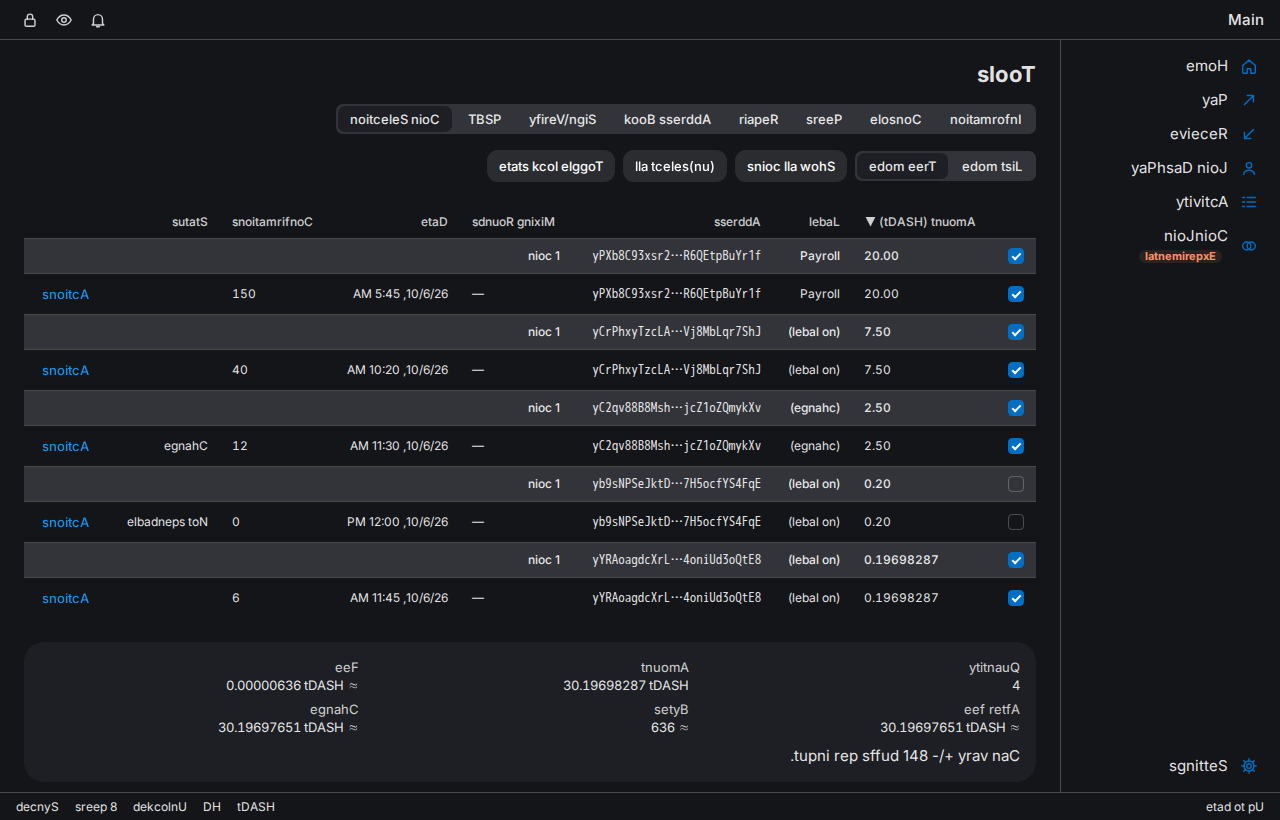 Main
emoH
yaP
evieceR
yaPhsaD nioJ
ytivitcA
nioJnioC
latnemirepxE
sgnitteS
slooT
noitceleS nioC TBSP yfireV/ngiS kooB sserddA riapeR sreeP elosnoC noitamrofnI
etats kcol elggoT lla tceles(nu) snioc lla wohS edom eerT edom tsiL
sutatS snoitamrifnoC etaD sdnuoR gnixiM sserddA lebaL ▼ (tDASH) tnuomA
nioc 1 yPXb8C93xsr2…R6QEtpBuYr1f Payroll 20.00
snoitcA 150 AM 5:45 ,10/6/26 — yPXb8C93xsr2…R6QEtpBuYr1f Payroll 20.00
nioc 1 yCrPhxyTzcLA…Vj8MbLqr7ShJ (lebal on) 7.50
snoitcA 40 AM 10:20 ,10/6/26 — yCrPhxyTzcLA…Vj8MbLqr7ShJ (lebal on) 7.50
nioc 1 yC2qv88B8Msh…jcZ1oZQmykXv (egnahc) 2.50
snoitcA egnahC 12 AM 11:30 ,10/6/26 — yC2qv88B8Msh…jcZ1oZQmykXv (egnahc) 2.50
nioc 1 yb9sNPSeJktD…7H5ocfYS4FqE (lebal on) 0.20
snoitcA elbadneps toN 0 PM 12:00 ,10/6/26 — yb9sNPSeJktD…7H5ocfYS4FqE (lebal on) 0.20
nioc 1 yYRAoagdcXrL…4oniUd3oQtE8 (lebal on) 0.19698287
snoitcA 6 AM 11:45 ,10/6/26 — yYRAoagdcXrL…4oniUd3oQtE8 (lebal on) 0.19698287
eeF tnuomA ytitnauQ
0.00000636 tDASH ≈ 30.19698287 tDASH 4
egnahC setyB eef retfA
30.19697651 tDASH ≈ 636 ≈ 30.19697651 tDASH ≈
.tupni rep sffud 148 -/+ yrav naC
decnyS sreep 8 dekcolnU DH tDASH etad ot pU